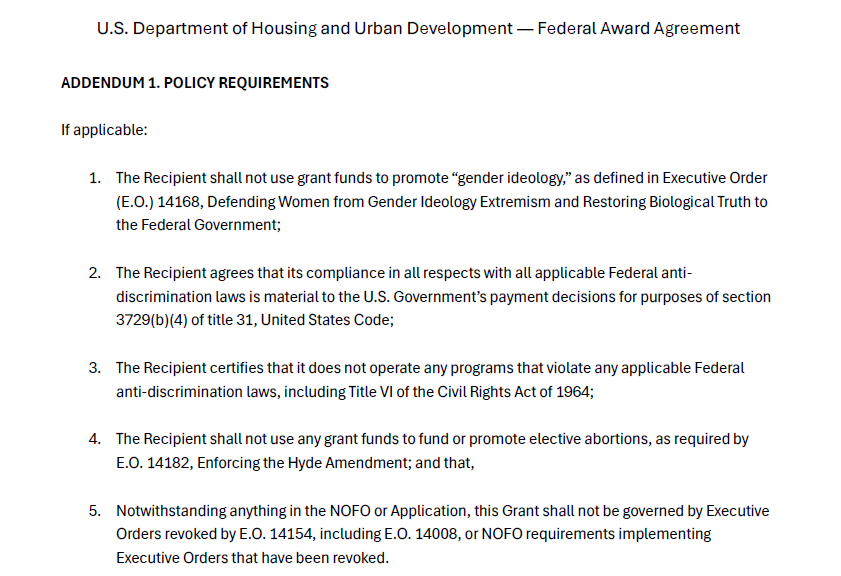 U.S. Department of Housing and Urban Development — Federal Award Agreement
ADDENDUM 1. POLICY REQUIREMENTS
If applicable:
1. The Recipient shall not use grant funds to promote “gender ideology,” as defined in Executive Order
(E.O.) 14168, Defending Women from Gender Ideology Extremism and Restoring Biological Truth to
the Federal Government;
2. The Recipient agrees that its compliance in all respects with all applicable Federal anti-
discrimination laws is material to the U.S. Government’s payment decisions for purposes of section
3729(b)(4) of title 31, United States Code;
3. The Recipient certifies that it does not operate any programs that violate any applicable Federal
anti-discrimination laws, including Title VI of the Civil Rights Act of 1964;
4. The Recipient shall not use any grant funds to fund or promote elective abortions, as required by
E.O. 14182, Enforcing the Hyde Amendment; and that,
5. Notwithstanding anything in the NOFO or Application, this Grant shall not be governed by Executive
Orders revoked by E.O. 14154, including E.O. 14008, or NOFO requirements implementing
Executive Orders that have been revoked.